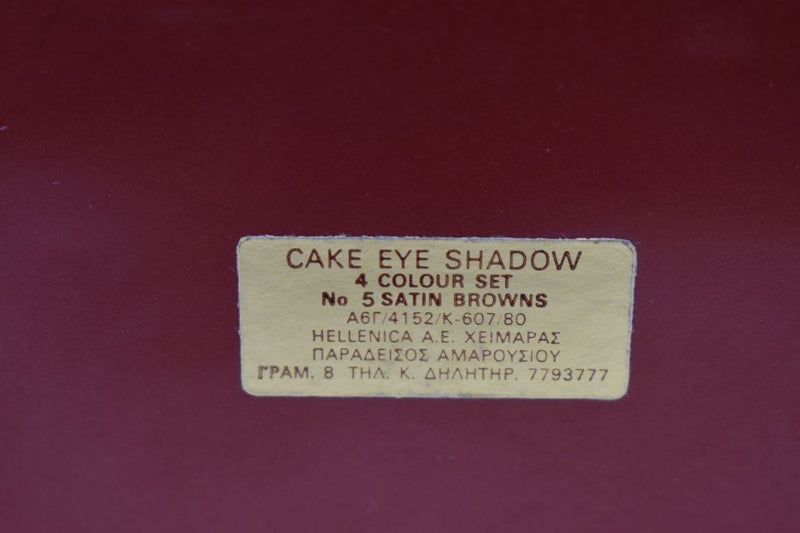 CAKE EYE SHADOW
4 COLOUR SET
No 5 SATIN BROWNS
Α6Γ/4152/Κ-607/80
HELLENICA A.E. ΧΕΙΜΑΡΑΣ
ΠΑΡΑΔΕΙΣΟΣ ΑΜΑΡΟΥΣΙΟΥ
ΓΡΑΜ. 8 ΤΗΛ. Κ. ΔΗΛΗΤΗΡ. 7793777